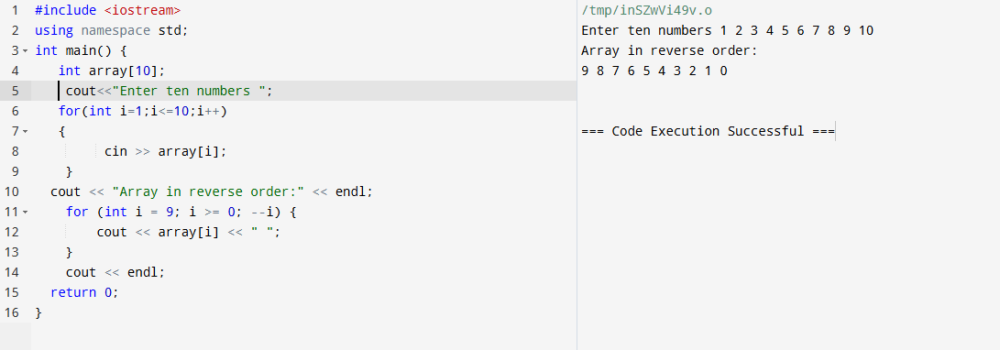 1 #include <iostream>
2 using namespace std;
3 int main() {
4 int array[10];
5 cout<<"Enter ten numbers ";
6 for(int i=1;i<=10;i++)
7 {
8 cin >> array[i];
9 }
10 cout << "Array in reverse order:" << endl;
11 for (int i = 9; i >= 0; --i) {
12 cout << array[i] << " ";
13 }
14 cout << endl;
15 return 0;
16 }
/tmp/inSZwVi49v.o
Enter ten numbers 1 2 3 4 5 6 7 8 9 10
Array in reverse order:
9 8 7 6 5 4 3 2 1 0
=== Code Execution Successful ===